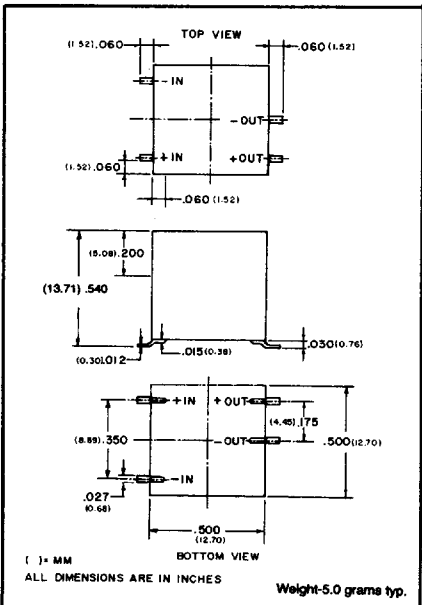 TOP VIEW
(1.52) .060
.060 (1.52)
- IN
- OUT
(1.52) .060
+ IN
+OUT
.060 (1.52)
(5.08) .200
(13.71) .540
(0.30).012
.015(0.38)
.030(0.76)
+ IN
+ OUT
(4.45).175
(8.89).350
- OUT
.500(12.70)
- IN
.027
(0.68)
.500
(12.70)
( )= MM
BOTTOM VIEW
ALL DIMENSIONS ARE IN INCHES
Weight-5.0 grams typ.